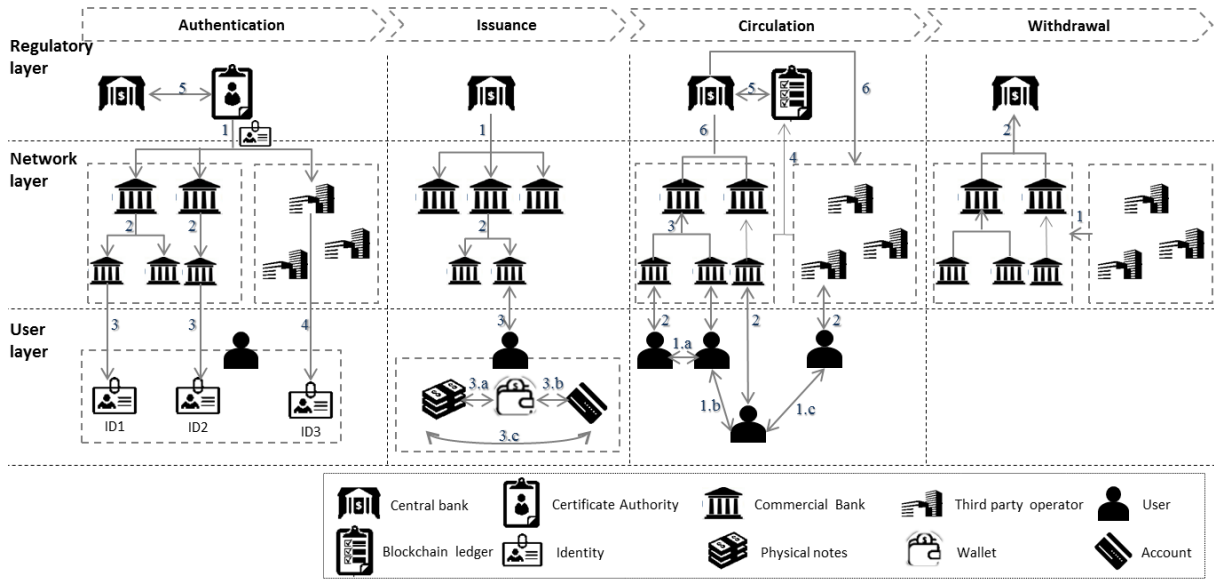 Authentication
Issuance
Circulation
Withdrawal
Regulatory
layer
5
1
1
5
6
6
2
Network
layer
4
2
2
2
3
1
User
layer
3
3
4
3
2
2
2
1.a
3.a
3.b
1.b
1.c
3.c
ID1
ID2
ID3
Central bank
Certificate Authority
Commercial Bank
Third party operator
User
Blockchain ledger
Identity
Physical notes
Wallet
Account